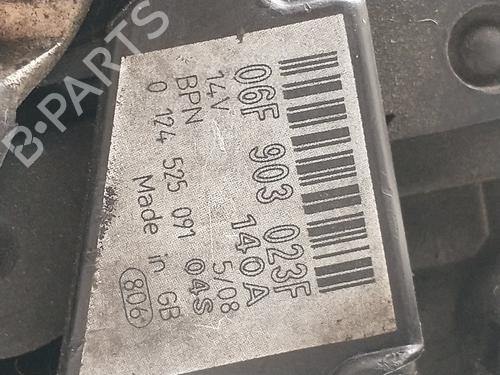 06F 903 023F
14V 140A
BPN 5/08
0 124 525 091 04S
Made in GB
806
B-PARTS